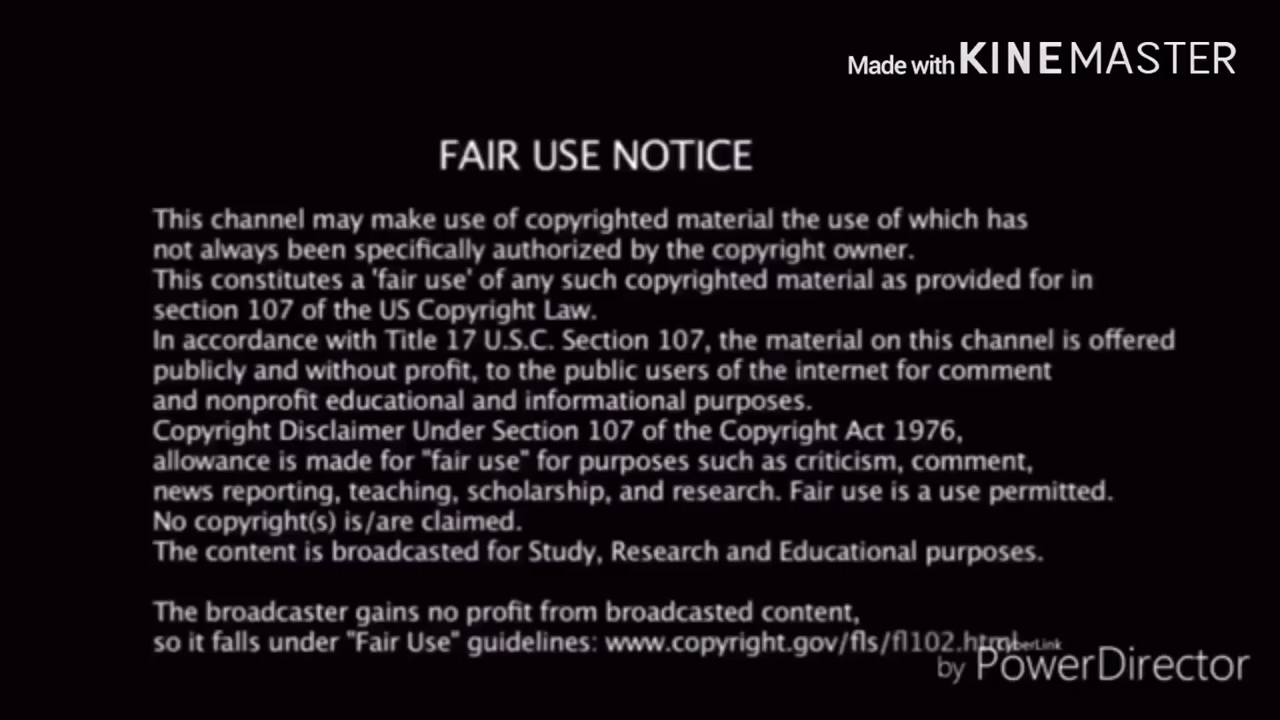 Made with KINEMASTER
FAIR USE NOTICE
This channel may make use of copyrighted material the use of which has
not always been specifically authorized by the copyright owner.
This constitutes a 'fair use' of any such copyrighted material as provided for in
section 107 of the US Copyright Law.
In accordance with Title 17 U.S.C. Section 107, the material on this channel is offered
publicly and without profit, to the public users of the internet for comment
and nonprofit educational and informational purposes.
Copyright Disclaimer Under Section 107 of the Copyright Act 1976,
allowance is made for "fair use" for purposes such as criticism, comment,
news reporting, teaching, scholarship, and research. Fair use is a use permitted.
No copyright(s) is/are claimed.
The content is broadcasted for Study, Research and Educational purposes.
The broadcaster gains no profit from broadcasted content,
so it falls under "Fair Use" guidelines: www.copyright.gov/fls/fl102.html
by PowerDirector